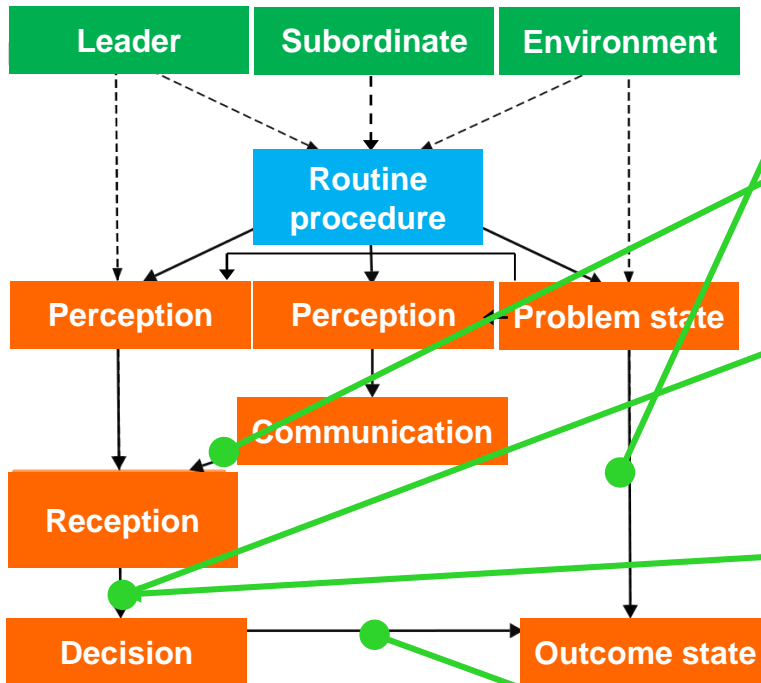 Leader
Subordinate
Environment
Routine
procedure
Perception
Perception
Problem state
Communication
Reception
Decision
Outcome state